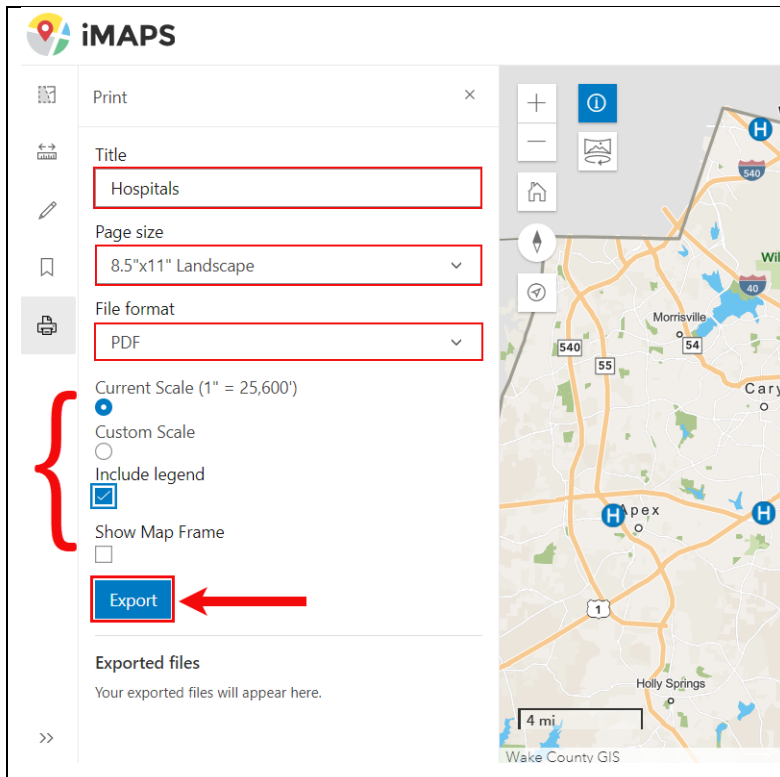 iMAPS
Print
Title
Hospitals
Page size
8.5"x11" Landscape
File format
PDF
Current Scale (1" = 25,600')
Custom Scale
Include legend
Show Map Frame
Export
Exported files
Your exported files will appear here.
H
540
Wil
40
Morrisville
54
540
55
Cary
H
Apex
H
1
Holly Springs
4 mi
Wake County GIS